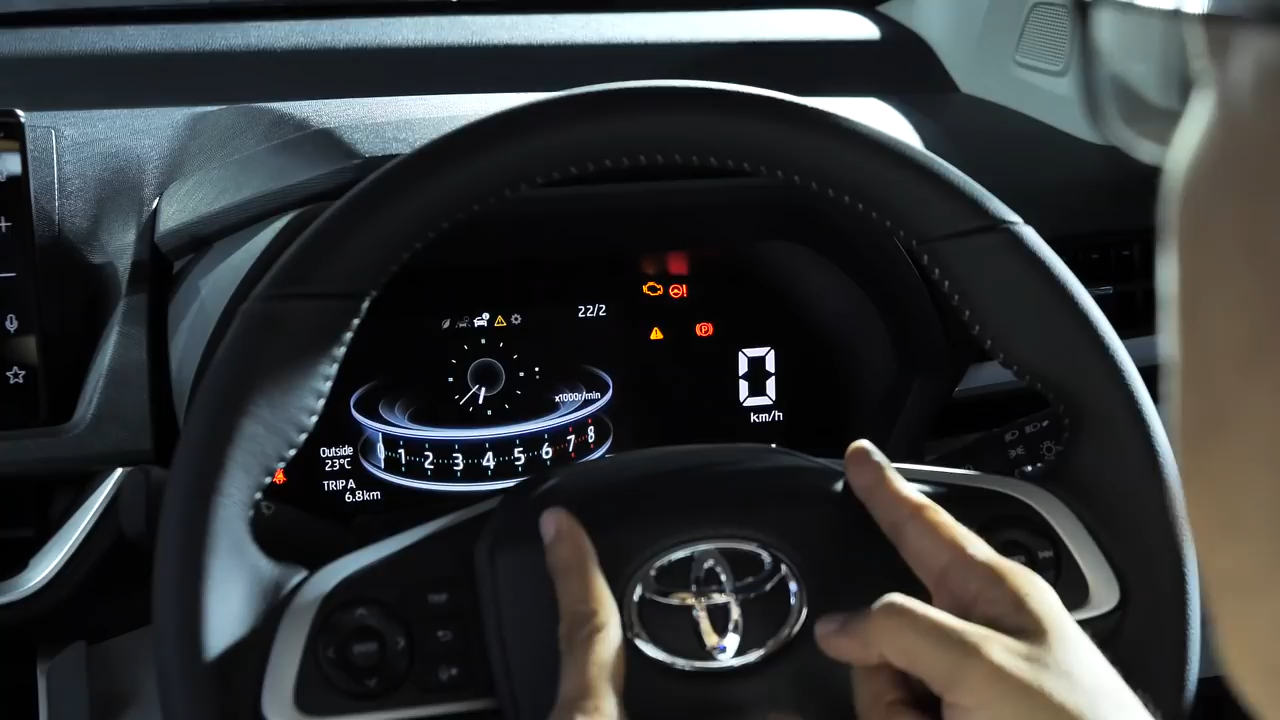 22/2
x1000r/min
0 1 2 3 4 5 6 7 8
Outside
23°C
TRIP A
6.8km
P
0
km/h